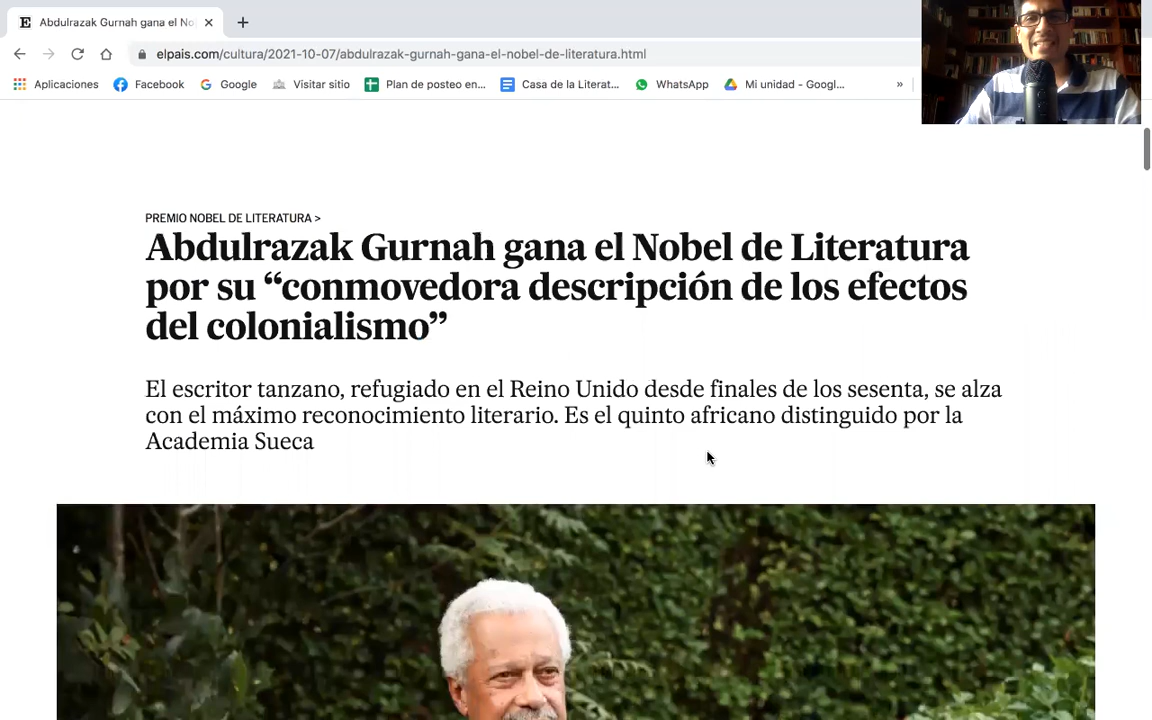 E Abdulrazak Gurnah gana el No
elpais.com/cultura/2021-10-07/abdulrazak-gurnah-gana-el-nobel-de-literatura.html
Aplicaciones Facebook Google Visitar sitio Plan de posteo en... Casa de la Literat... WhatsApp Mi unidad - Googl... »
PREMIO NOBEL DE LITERATURA >
Abdulrazak Gurnah gana el Nobel de Literatura
por su “conmovedora descripción de los efectos
del colonialismo”
El escritor tanzano, refugiado en el Reino Unido desde finales de los sesenta, se alza
con el máximo reconocimiento literario. Es el quinto africano distinguido por la
Academia Sueca